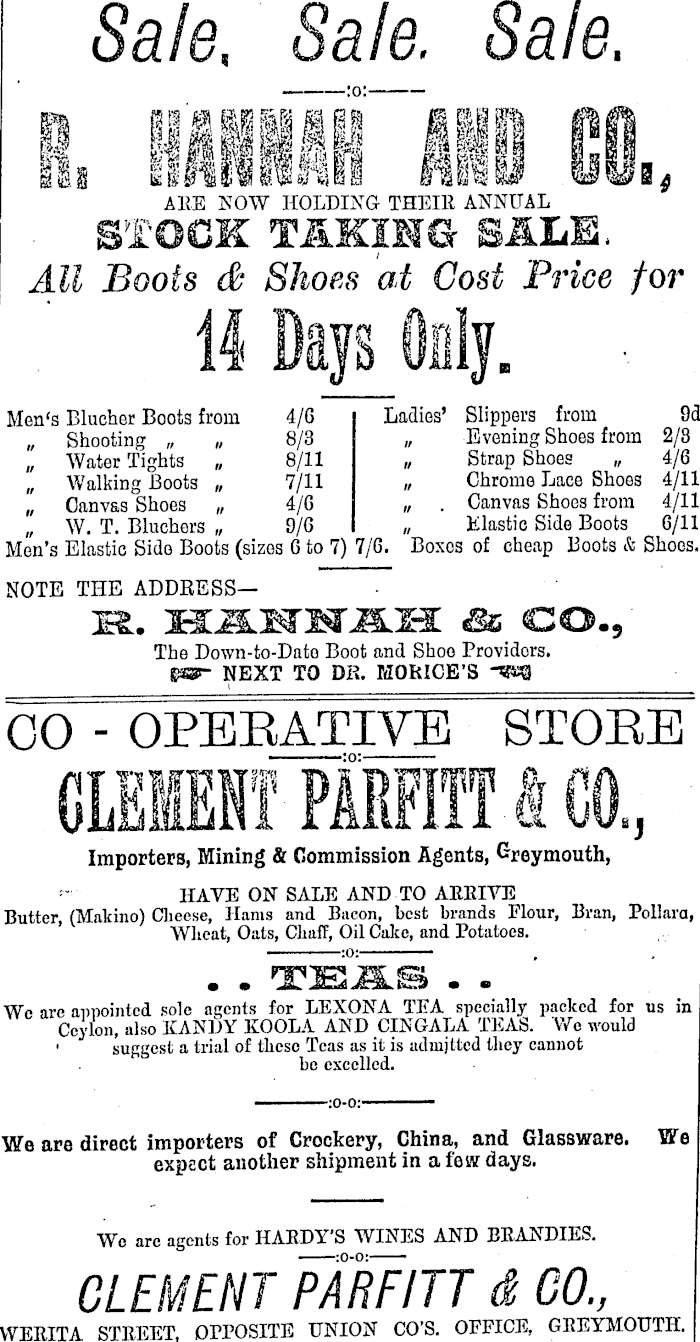 Sale, Sale. Sale.
———:o:———
R. HANNAH AND CO.,
ARE NOW HOLDING THEIR ANNUAL
STOCK TAKING SALE.
All Boots & Shoes at Cost Price for
14 Days Only.
Men's Blucher Boots from 4/6
„ Shooting „ „ 8/3
„ Water Tights „ 8/11
„ Walking Boots „ 7/11
„ Canvas Shoes „ 4/6
„ W. T. Bluchers „ 9/6
Ladies' Slippers from 9d
„ Evening Shoes from 2/3
„ Strap Shoes „ 4/6
„ Chrome Lace Shoes 4/11
„ Canvas Shoes from 4/11
„ Elastic Side Boots 6/11
Men's Elastic Side Boots (sizes 6 to 7) 7/6. Boxes of cheap Boots & Shoes.
NOTE THE ADDRESS—
R. HANNAH & CO.,
The Down-to-Date Boot and Shoe Providers.
☞ NEXT TO DR. MORICE'S ☜
CO-OPERATIVE STORE
———:o:———
CLEMENT PARFITT & CO.,
Importers, Mining & Commission Agents, Greymouth,
HAVE ON SALE AND TO ARRIVE
Butter, (Makino) Cheese, Hams and Bacon, best brands Flour, Bran, Pollard,
Wheat, Oats, Chaff, Oil Cake, and Potatoes.
———:o:———
. . TEAS . .
We are appointed sole agents for LEXONA TEA specially packed for us in
Ceylon, also KANDY KOOLA AND CINGALA TEAS. We would
suggest a trial of these Teas as it is admitted they cannot
be excelled.
———:o-o:———
We are direct importers of Crockery, China, and Glassware. We
expect another shipment in a few days.
We are agents for HARDY'S WINES AND BRANDIES.
———:o-o:———
CLEMENT PARFITT & CO.,
WERITA STREET, OPPOSITE UNION CO'S. OFFICE, GREYMOUTH.